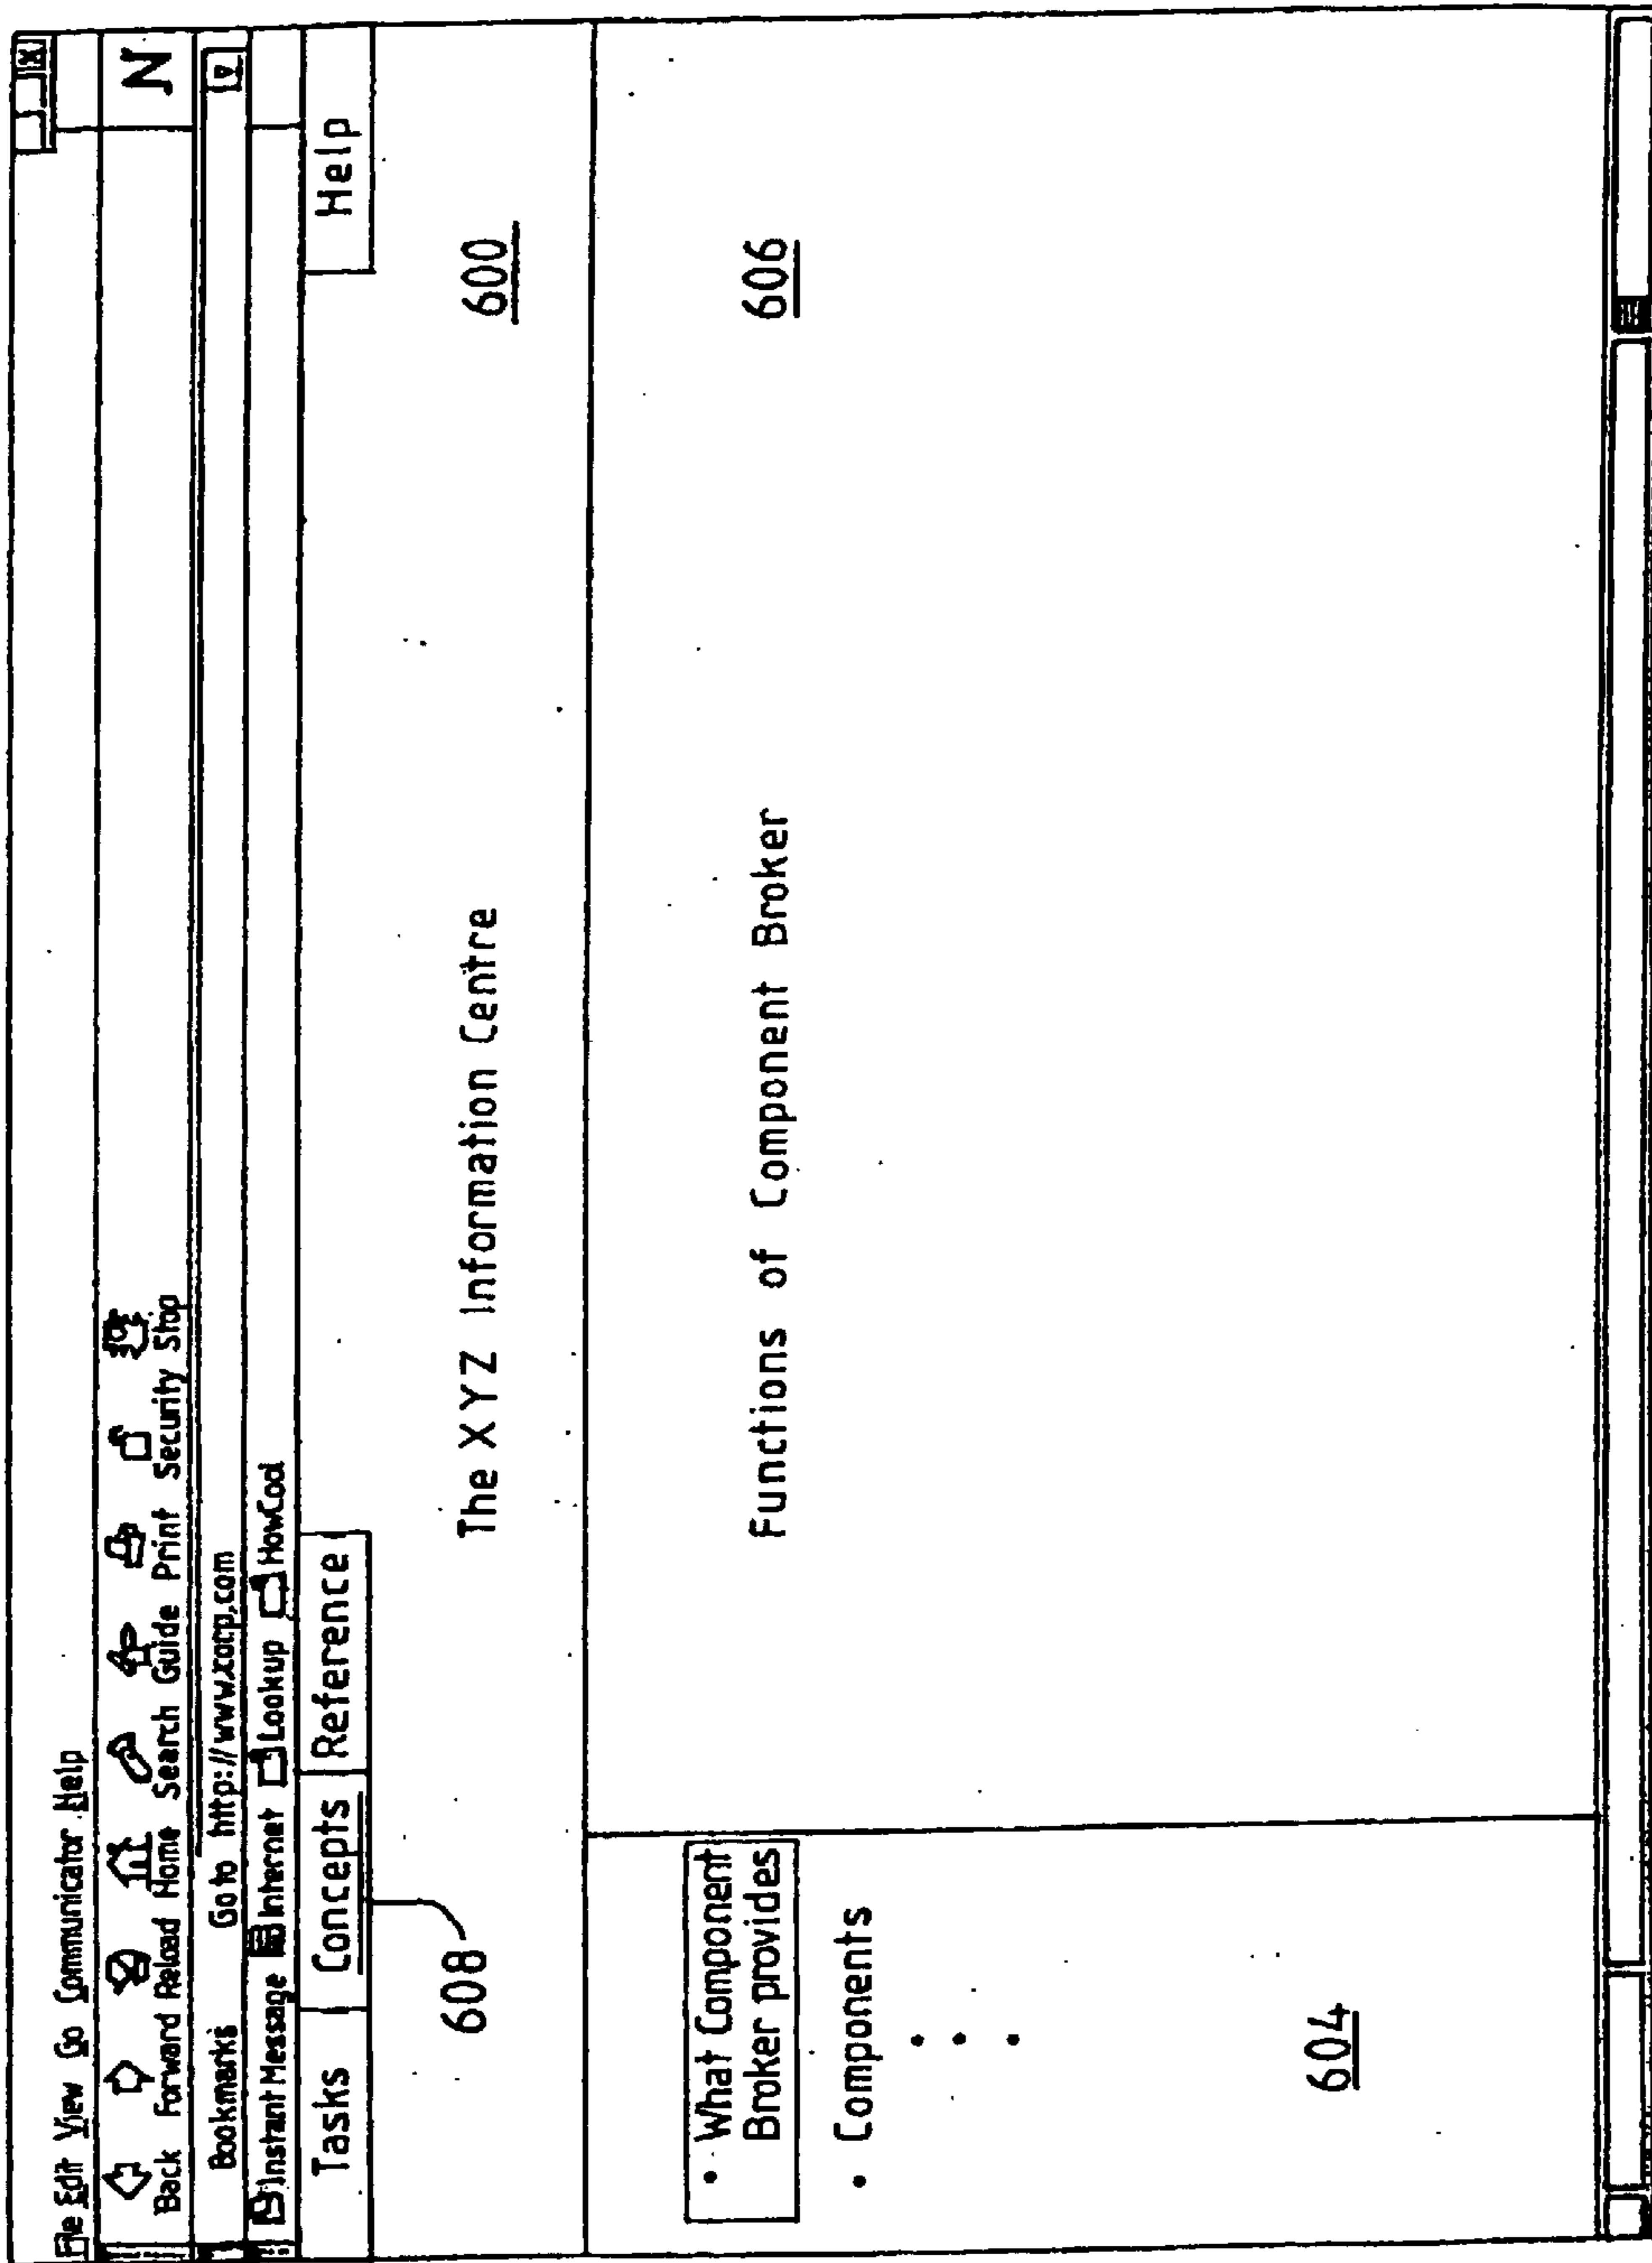 File Edit View Go Communicator Help
N
Back Forward Reload Home Search Guide Print Security Stop
Bookmarks Go to http://www.xorp.com
Instant Message Internet Lookup HowCool
Tasks Concepts Reference Help
608
The XYZ Information Centre
600
• What Component
Broker provides
• Components
604
Functions of Component Broker
606